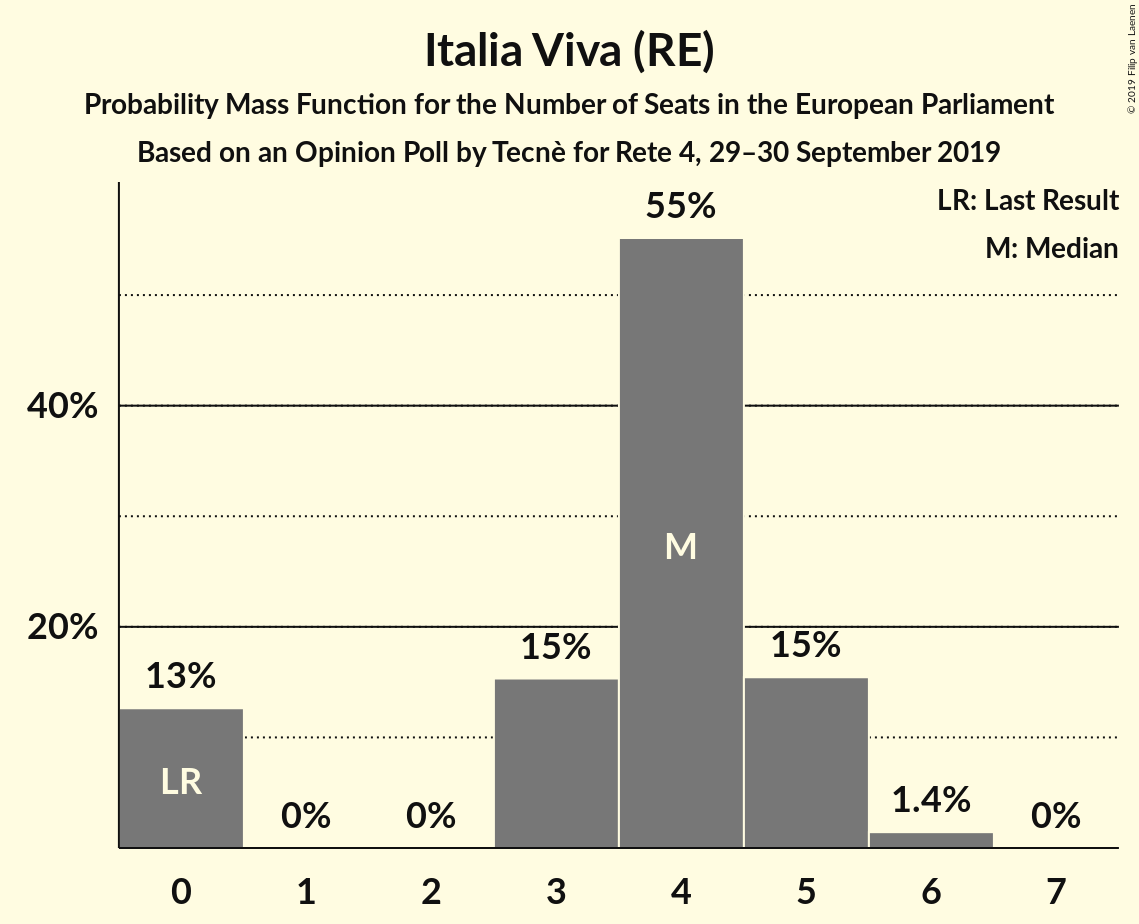 Italia Viva (RE)
Probability Mass Function for the Number of Seats in the European Parliament
Based on an Opinion Poll by Tecnè for Rete 4, 29–30 September 2019
© 2019 Filip van Laenen
LR: Last Result
M: Median
55%
40%
M
20%
15%
15%
13%
LR
0%
0%
1.4%
0%
0
1
2
3
4
5
6
7